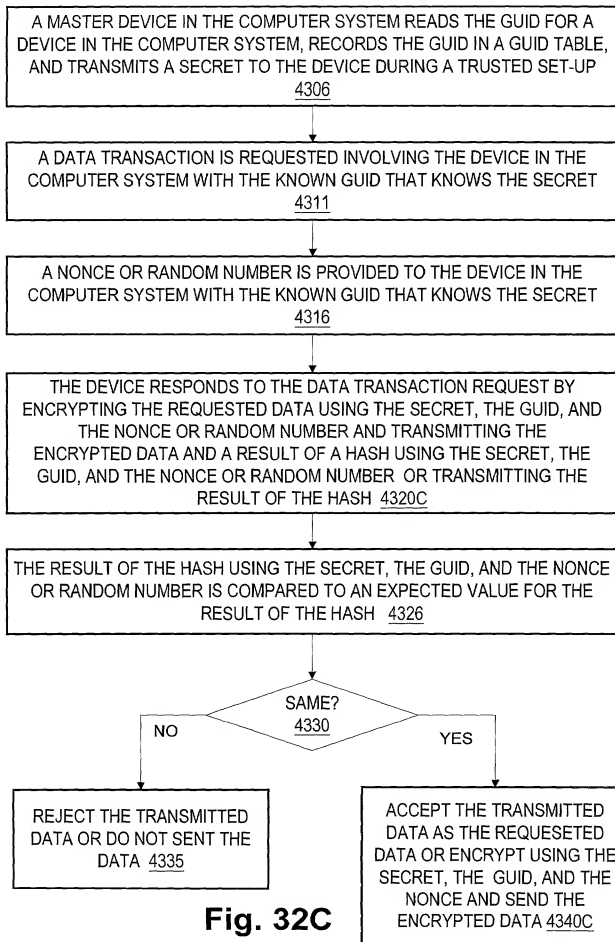 A MASTER DEVICE IN THE COMPUTER SYSTEM READS THE GUID FOR A
DEVICE IN THE COMPUTER SYSTEM, RECORDS THE GUID IN A GUID TABLE,
AND TRANSMITS A SECRET TO THE DEVICE DURING A TRUSTED SET-UP
4306
A DATA TRANSACTION IS REQUESTED INVOLVING THE DEVICE IN THE
COMPUTER SYSTEM WITH THE KNOWN GUID THAT KNOWS THE SECRET
4311
A NONCE OR RANDOM NUMBER IS PROVIDED TO THE DEVICE IN THE
COMPUTER SYSTEM WITH THE KNOWN GUID THAT KNOWS THE SECRET
4316
THE DEVICE RESPONDS TO THE DATA TRANSACTION REQUEST BY
ENCRYPTING THE REQUESTED DATA USING THE SECRET, THE GUID, AND
THE NONCE OR RANDOM NUMBER AND TRANSMITTING THE
ENCRYPTED DATA AND A RESULT OF A HASH USING THE SECRET, THE
GUID, AND THE NONCE OR RANDOM NUMBER OR TRANSMITTING THE
RESULT OF THE HASH 4320C
THE RESULT OF THE HASH USING THE SECRET, THE GUID, AND THE NONCE
OR RANDOM NUMBER IS COMPARED TO AN EXPECTED VALUE FOR THE
RESULT OF THE HASH 4326
SAME?
4330
NO
YES
REJECT THE TRANSMITTED
DATA OR DO NOT SENT THE
DATA 4335
ACCEPT THE TRANSMITTED
DATA AS THE REQUESETED
DATA OR ENCRYPT USING THE
SECRET, THE GUID, AND THE
NONCE AND SEND THE
ENCRYPTED DATA 4340C
Fig. 32C